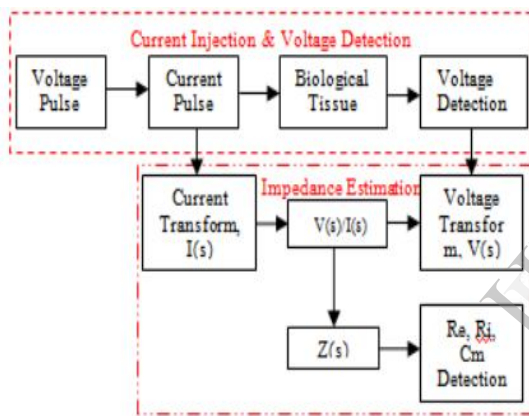 Current Injection & Voltage Detection
Voltage
Pulse
Current
Pulse
Biological
Tissue
Voltage
Detection
Impedance Estimation
Current
Transform,
I(s)
V(s)/I(s)
Voltage
Transfor
m, V(s)
Z(s)
Re, Ri,
Cm
Detection